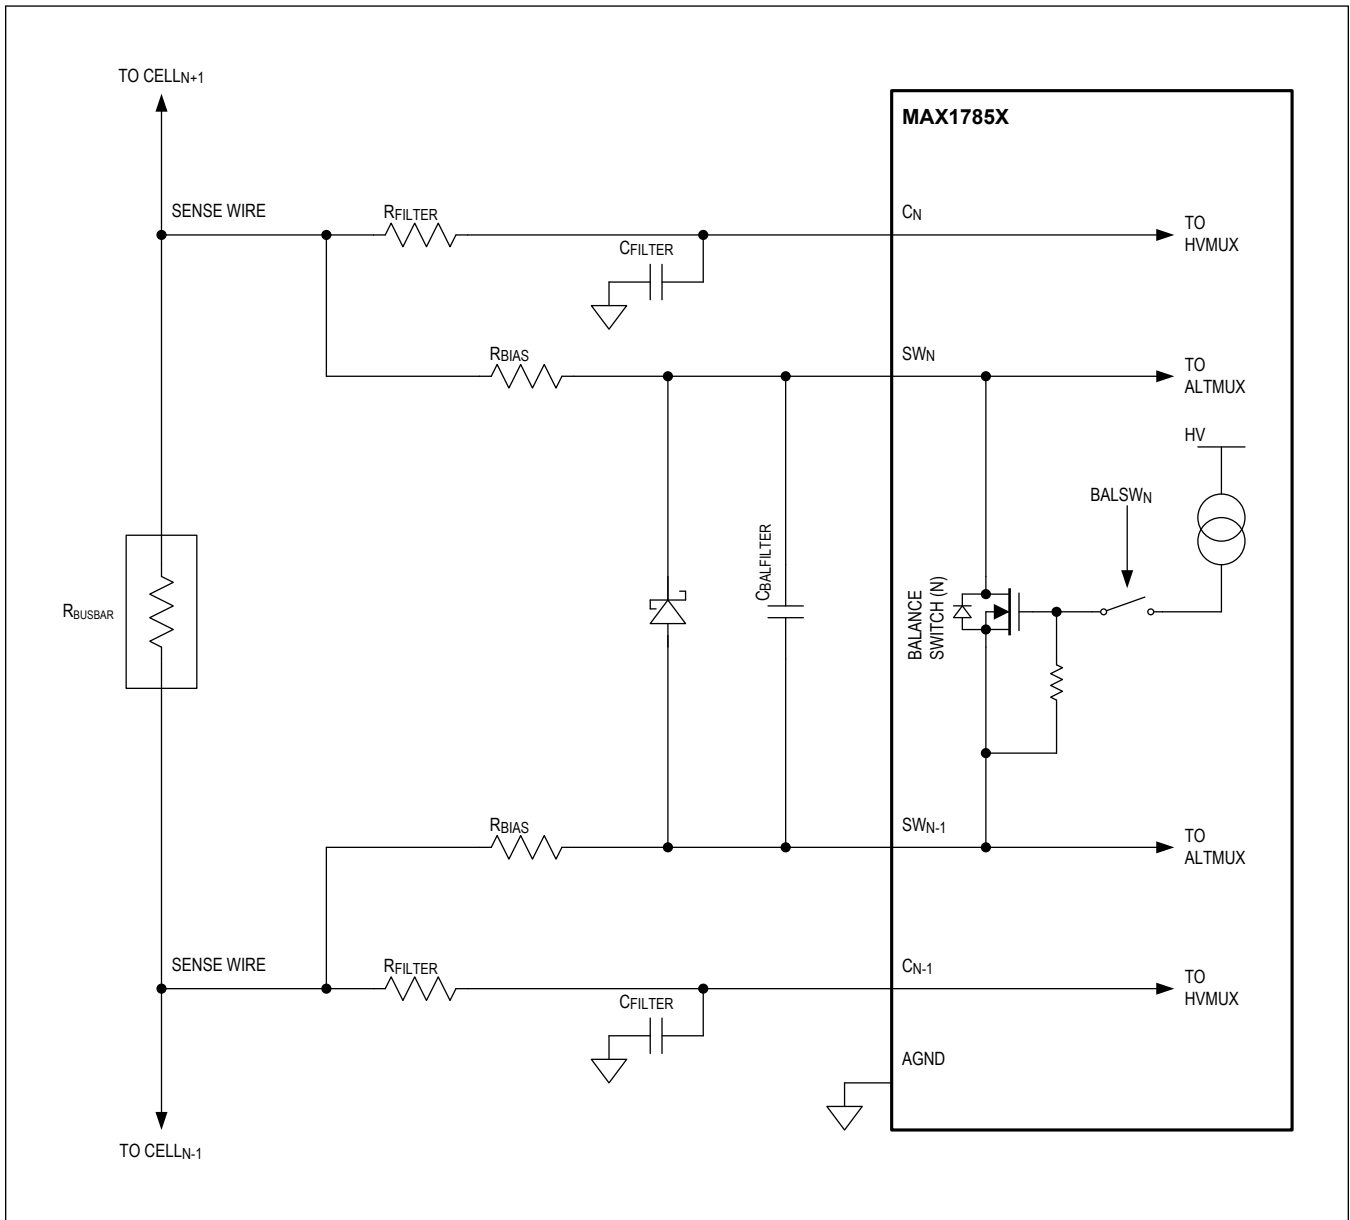 TO CELLN+1
MAX1785X
SENSE WIRE
RFILTER
CN
TO
HVMUX
CFILTER
RBIAS
SWN
TO
ALTMUX
HV
BALSWN
CBALFILTER
BALANCE
SWITCH (N)
RBUSBAR
RBIAS
SWN-1
TO
ALTMUX
SENSE WIRE
RFILTER
CN-1
TO
HVMUX
CFILTER
AGND
TO CELLN-1